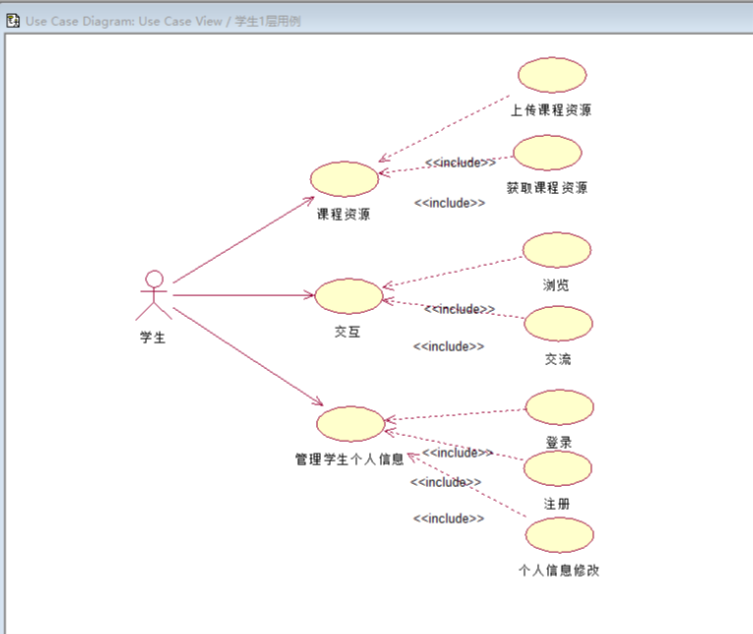 Use Case Diagram: Use Case View / 学生1层用例
上传课程资源
<<include>>
获取课程资源
<<include>>
课程资源
浏览
<<include>>
学生
交互
<<include>>
交流
登录
<<include>>
管理学生个人信息
<<include>>
注册
<<include>>
个人信息修改